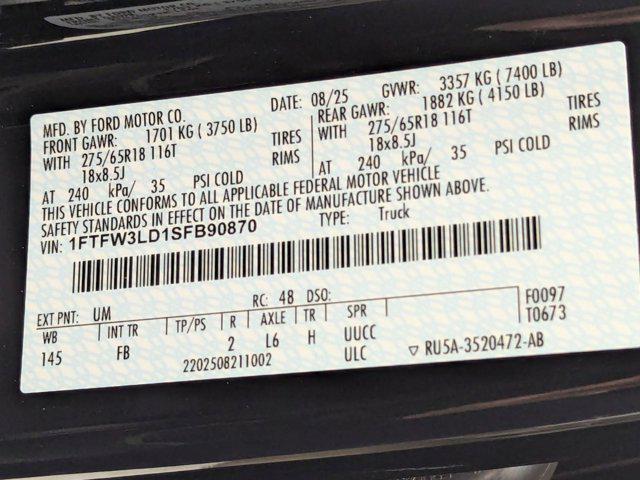 MFD. BY FORD MOTOR CO.
DATE: 08/25
GVWR: 3357 KG ( 7400 LB)
FRONT GAWR: 1701 KG ( 3750 LB)
REAR GAWR: 1882 KG ( 4150 LB)
WITH 275/65R18 116T TIRES
WITH 275/65R18 116T TIRES
18x8.5J RIMS
18x8.5J RIMS
AT 240 kPa/ 35 PSI COLD
AT 240 kPa/ 35 PSI COLD
THIS VEHICLE CONFORMS TO ALL APPLICABLE FEDERAL MOTOR VEHICLE
SAFETY STANDARDS IN EFFECT ON THE DATE OF MANUFACTURE SHOWN ABOVE.
VIN: 1FTFW3LD1SFB90870
TYPE: Truck
EXT PNT: UM
RC: 48 DSO:
F0097
T0673
WB INT TR TP/PS R AXLE TR SPR
145 FB 2 L6 H UUCC
ULC
2202508211002
▽ RU5A-3520472-AB